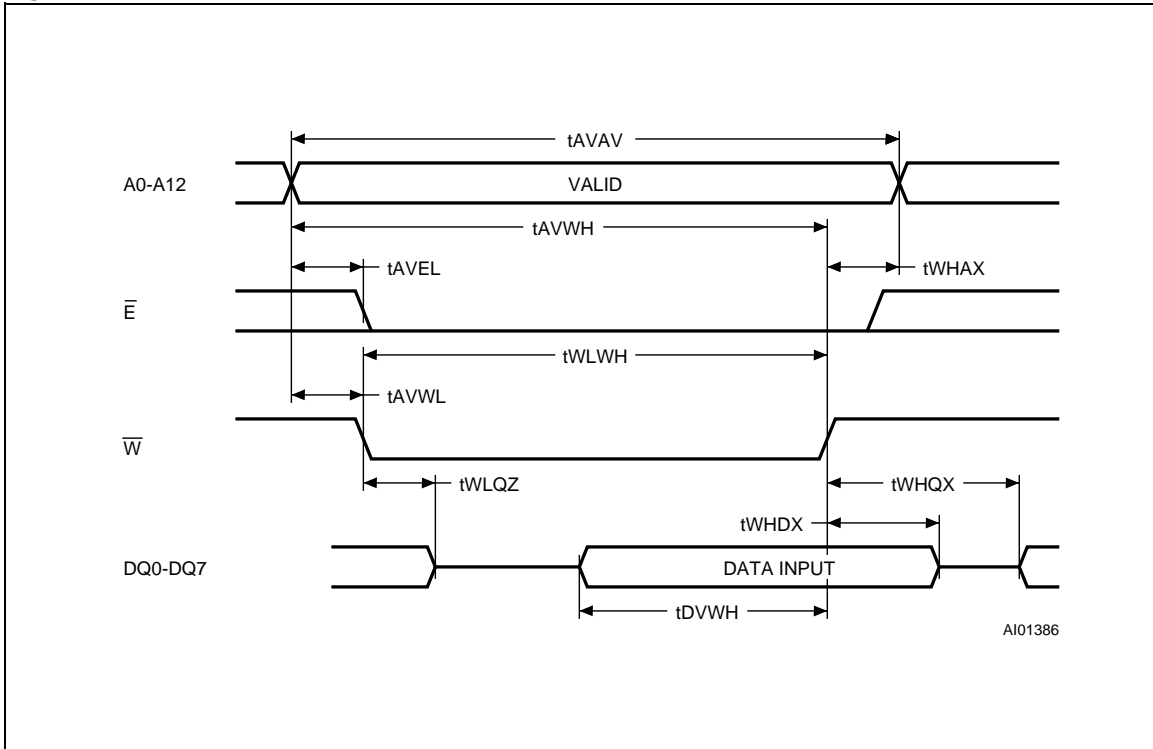 tAVAV
A0-A12
VALID
tAVWH
tAVEL
tWHAX
E̅
tWLWH
tAVWL
W̅
tWLQZ
tWHQX
tWHDX
DQ0-DQ7
DATA INPUT
tDVWH
AI01386